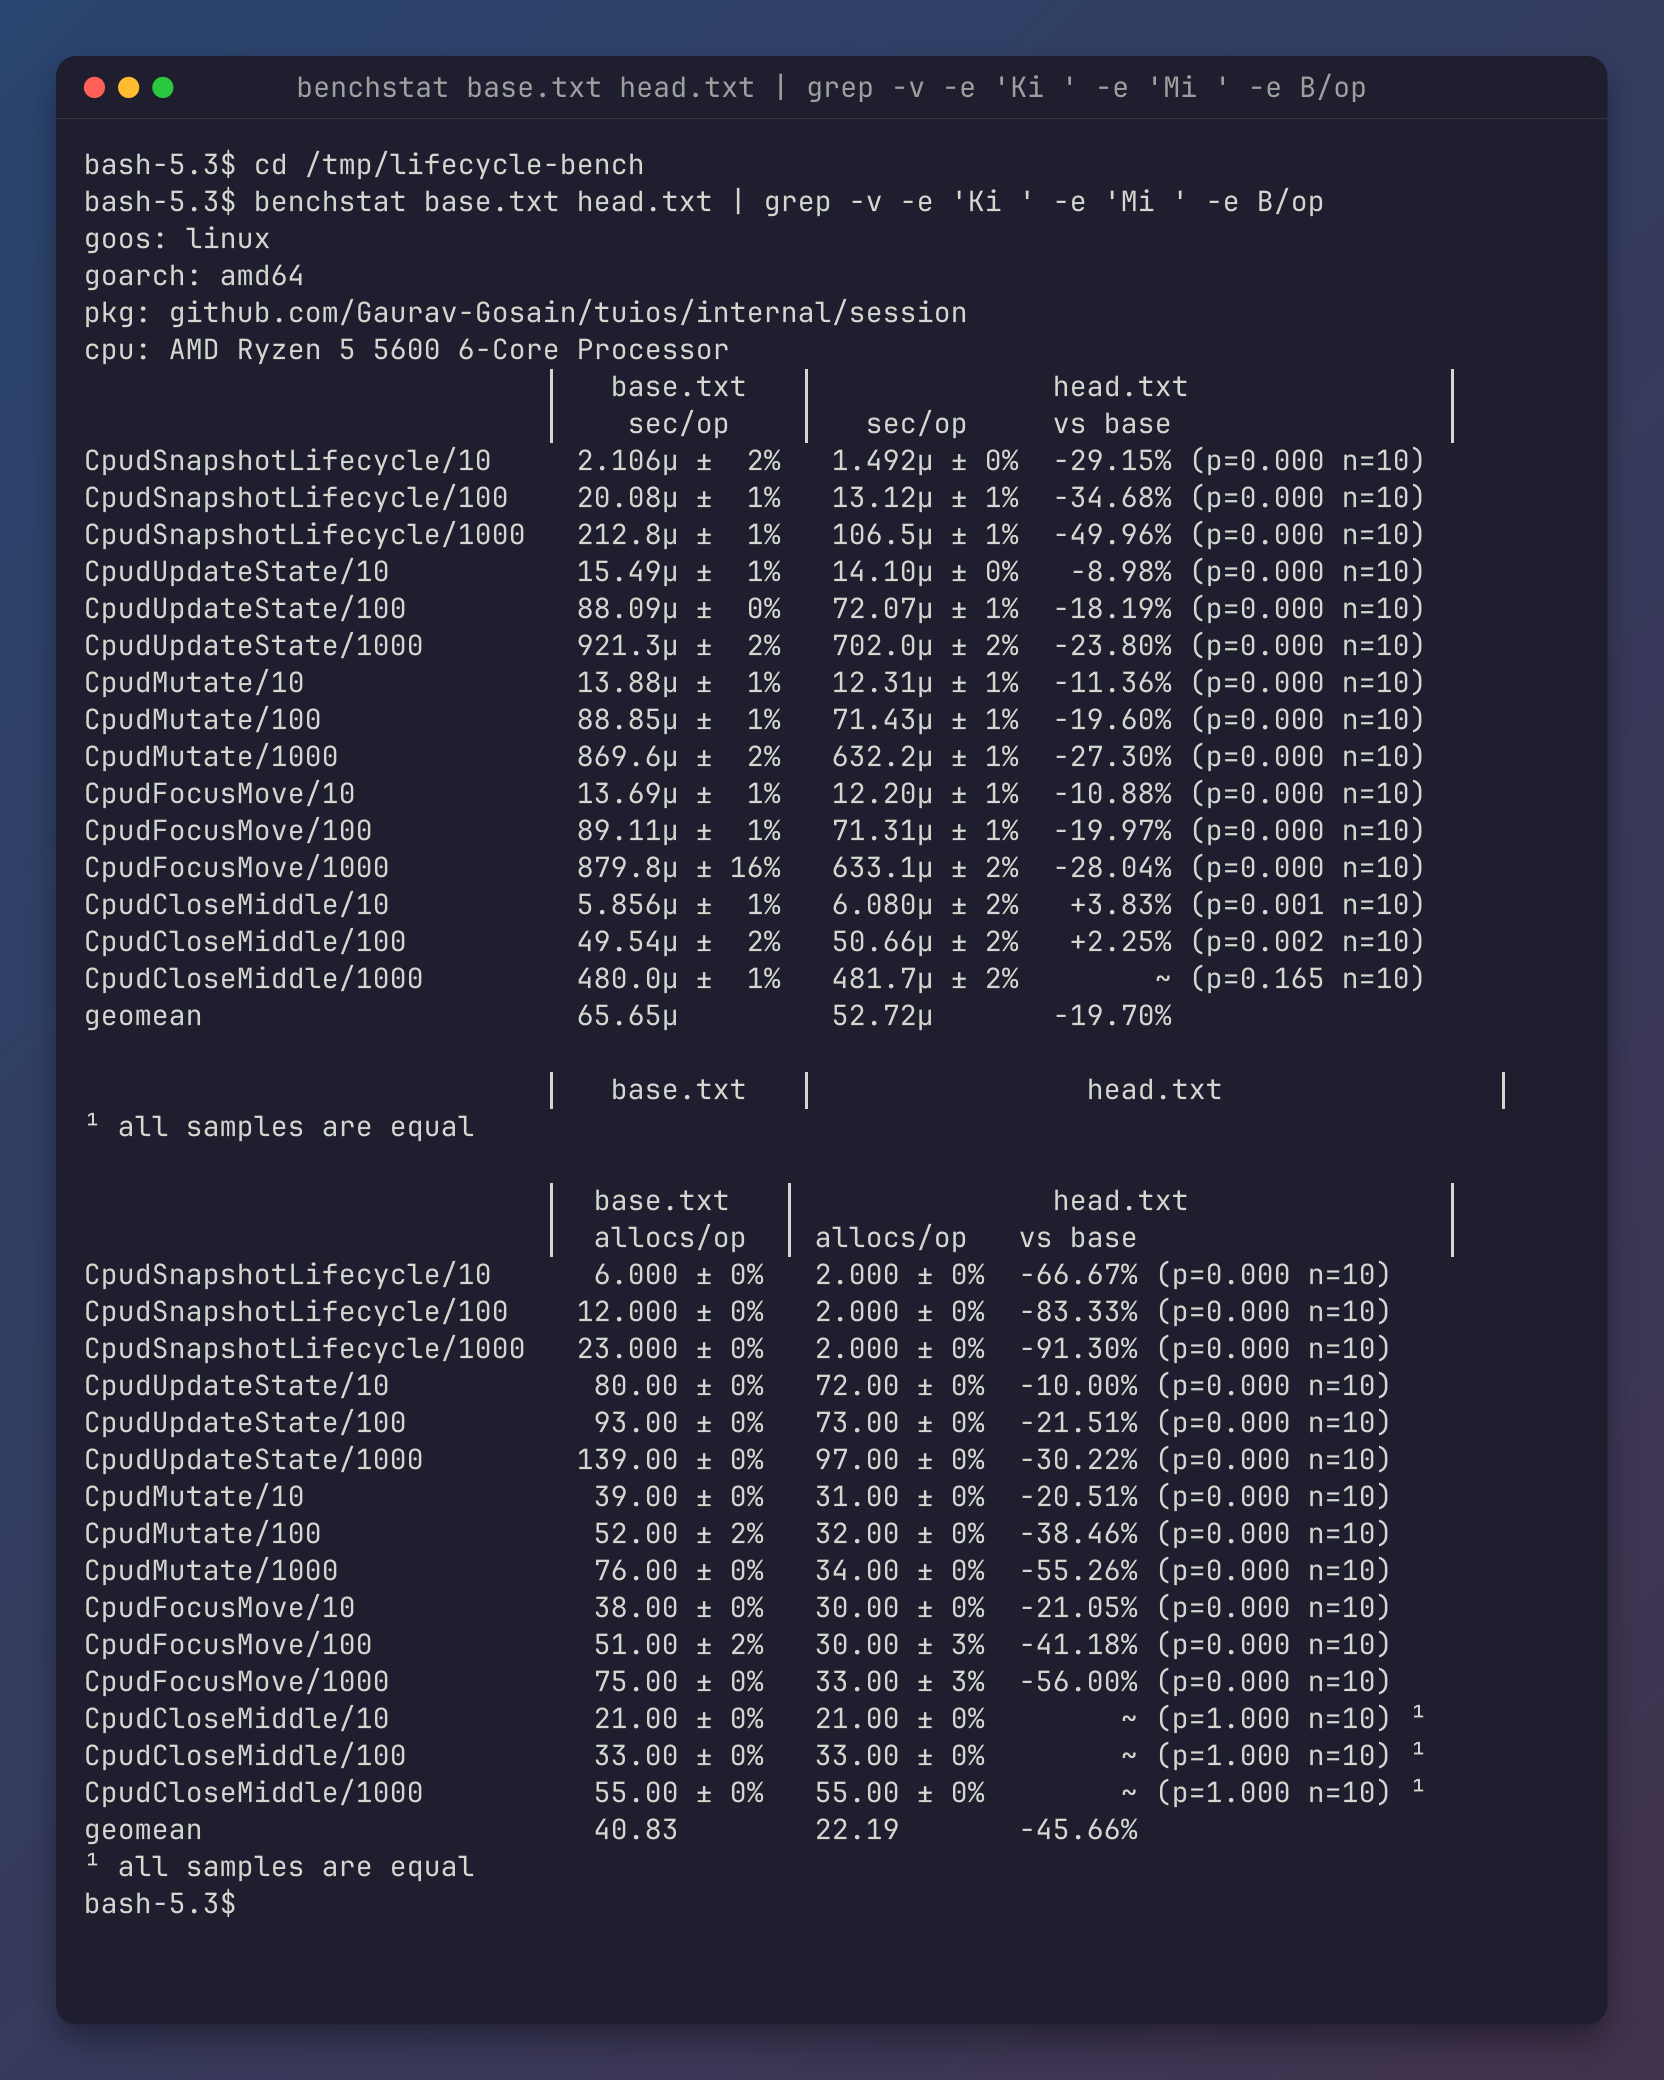 benchstat base.txt head.txt | grep -v -e 'Ki ' -e 'Mi ' -e B/op
bash-5.3$ cd /tmp/lifecycle-bench
bash-5.3$ benchstat base.txt head.txt | grep -v -e 'Ki ' -e 'Mi ' -e B/op
goos: linux
goarch: amd64
pkg: github.com/Gaurav-Gosain/tuios/internal/session
cpu: AMD Ryzen 5 5600 6-Core Processor
                           │   base.txt   │              head.txt               │
                           │    sec/op    │   sec/op     vs base                │
CpudSnapshotLifecycle/10     2.106µ ±  2%   1.492µ ± 0%  -29.15% (p=0.000 n=10)
CpudSnapshotLifecycle/100    20.08µ ±  1%   13.12µ ± 1%  -34.68% (p=0.000 n=10)
CpudSnapshotLifecycle/1000   212.8µ ±  1%   106.5µ ± 1%  -49.96% (p=0.000 n=10)
CpudUpdateState/10           15.49µ ±  1%   14.10µ ± 0%   -8.98% (p=0.000 n=10)
CpudUpdateState/100          88.09µ ±  0%   72.07µ ± 1%  -18.19% (p=0.000 n=10)
CpudUpdateState/1000         921.3µ ±  2%   702.0µ ± 2%  -23.80% (p=0.000 n=10)
CpudMutate/10                13.88µ ±  1%   12.31µ ± 1%  -11.36% (p=0.000 n=10)
CpudMutate/100               88.85µ ±  1%   71.43µ ± 1%  -19.60% (p=0.000 n=10)
CpudMutate/1000              869.6µ ±  2%   632.2µ ± 1%  -27.30% (p=0.000 n=10)
CpudFocusMove/10             13.69µ ±  1%   12.20µ ± 1%  -10.88% (p=0.000 n=10)
CpudFocusMove/100            89.11µ ±  1%   71.31µ ± 1%  -19.97% (p=0.000 n=10)
CpudFocusMove/1000           879.8µ ± 16%   633.1µ ± 2%  -28.04% (p=0.000 n=10)
CpudCloseMiddle/10           5.856µ ±  1%   6.080µ ± 2%   +3.83% (p=0.001 n=10)
CpudCloseMiddle/100          49.54µ ±  2%   50.66µ ± 2%   +2.25% (p=0.002 n=10)
CpudCloseMiddle/1000         480.0µ ±  1%   481.7µ ± 2%        ~ (p=0.165 n=10)
geomean                      65.65µ         52.72µ       -19.70%
                           │   base.txt   │                head.txt                │
¹ all samples are equal
                           │  base.txt   │               head.txt                │
                           │  allocs/op  │ allocs/op   vs base                   │
CpudSnapshotLifecycle/10      6.000 ± 0%   2.000 ± 0%  -66.67% (p=0.000 n=10)
CpudSnapshotLifecycle/100    12.000 ± 0%   2.000 ± 0%  -83.33% (p=0.000 n=10)
CpudSnapshotLifecycle/1000   23.000 ± 0%   2.000 ± 0%  -91.30% (p=0.000 n=10)
CpudUpdateState/10            80.00 ± 0%   72.00 ± 0%  -10.00% (p=0.000 n=10)
CpudUpdateState/100           93.00 ± 0%   73.00 ± 0%  -21.51% (p=0.000 n=10)
CpudUpdateState/1000         139.00 ± 0%   97.00 ± 0%  -30.22% (p=0.000 n=10)
CpudMutate/10                 39.00 ± 0%   31.00 ± 0%  -20.51% (p=0.000 n=10)
CpudMutate/100                52.00 ± 2%   32.00 ± 0%  -38.46% (p=0.000 n=10)
CpudMutate/1000               76.00 ± 0%   34.00 ± 0%  -55.26% (p=0.000 n=10)
CpudFocusMove/10              38.00 ± 0%   30.00 ± 0%  -21.05% (p=0.000 n=10)
CpudFocusMove/100             51.00 ± 2%   30.00 ± 3%  -41.18% (p=0.000 n=10)
CpudFocusMove/1000            75.00 ± 0%   33.00 ± 3%  -56.00% (p=0.000 n=10)
CpudCloseMiddle/10            21.00 ± 0%   21.00 ± 0%        ~ (p=1.000 n=10) ¹
CpudCloseMiddle/100           33.00 ± 0%   33.00 ± 0%        ~ (p=1.000 n=10) ¹
CpudCloseMiddle/1000          55.00 ± 0%   55.00 ± 0%        ~ (p=1.000 n=10) ¹
geomean                       40.83        22.19       -45.66%
¹ all samples are equal
bash-5.3$